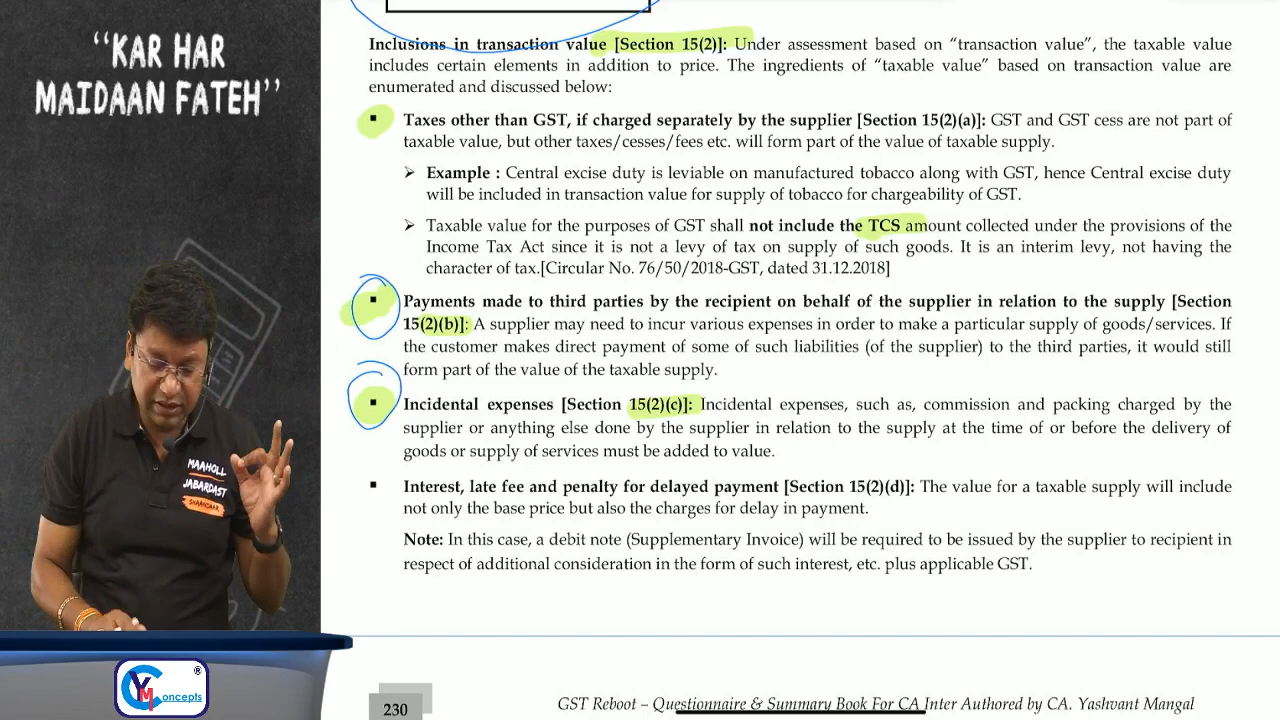 “KAR HAR
MAIDAAN FATEH”
Inclusions in transaction value [Section 15(2)]: Under assessment based on “transaction value”, the taxable value
includes certain elements in addition to price. The ingredients of “taxable value” based on transaction value are
enumerated and discussed below:
▪ Taxes other than GST, if charged separately by the supplier [Section 15(2)(a)]: GST and GST cess are not part of
taxable value, but other taxes/cesses/fees etc. will form part of the value of taxable supply.
➢ Example : Central excise duty is leviable on manufactured tobacco along with GST, hence Central excise duty
will be included in transaction value for supply of tobacco for chargeability of GST.
➢ Taxable value for the purposes of GST shall not include the TCS amount collected under the provisions of the
Income Tax Act since it is not a levy of tax on supply of such goods. It is an interim levy, not having the
character of tax.[Circular No. 76/50/2018-GST, dated 31.12.2018]
▪ Payments made to third parties by the recipient on behalf of the supplier in relation to the supply [Section
15(2)(b)]: A supplier may need to incur various expenses in order to make a particular supply of goods/services. If
the customer makes direct payment of some of such liabilities (of the supplier) to the third parties, it would still
form part of the value of the taxable supply.
▪ Incidental expenses [Section 15(2)(c)]: Incidental expenses, such as, commission and packing charged by the
supplier or anything else done by the supplier in relation to the supply at the time of or before the delivery of
goods or supply of services must be added to value.
▪ Interest, late fee and penalty for delayed payment [Section 15(2)(d)]: The value for a taxable supply will include
not only the base price but also the charges for delay in payment.
Note: In this case, a debit note (Supplementary Invoice) will be required to be issued by the supplier to recipient in
respect of additional consideration in the form of such interest, etc. plus applicable GST.
MAAHOLL
JABARDAST
SHAANDAAR
YM Concepts ®
230
GST Reboot – Questionnaire & Summary Book For CA Inter Authored by CA. Yashvant Mangal